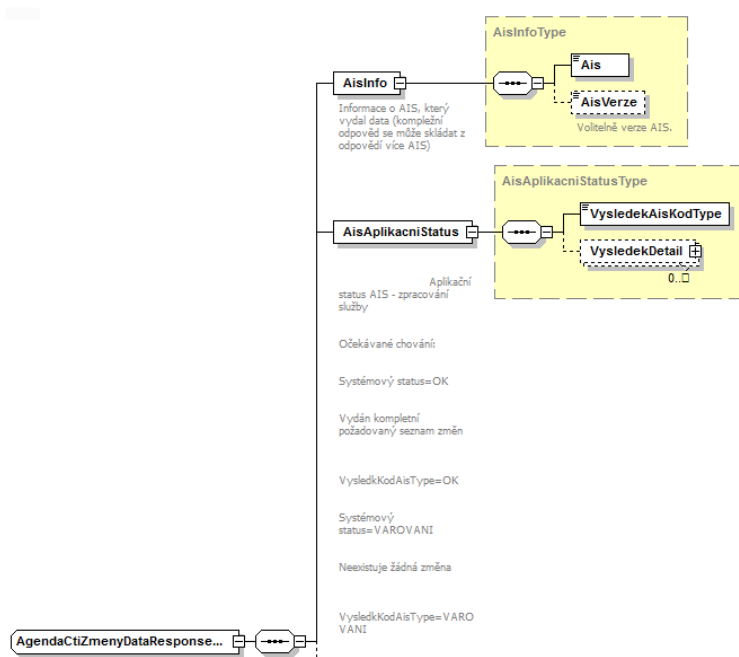 AisInfoType
AisInfo
Ais
AisVerze
Informace o AIS, který
vydal data (kompležní
odpověd se může skládat z
odpovědí více AIS)
Volitelně verze AIS.
AisAplikacniStatusType
AisAplikacniStatus
VysledekAisKodType
VysledekDetail
0..
Aplikační
status AIS - zpracování
služby
Očekávané chování:
Systémový status=OK
Vydán kompletní
požadovaný seznam změn
VysledkKodAisType=OK
Systémový
status=VAROVANI
Neexistuje žádná změna
VysledkKodAisType=VARO
VANI
AgendaCtiZmenyDataResponse...